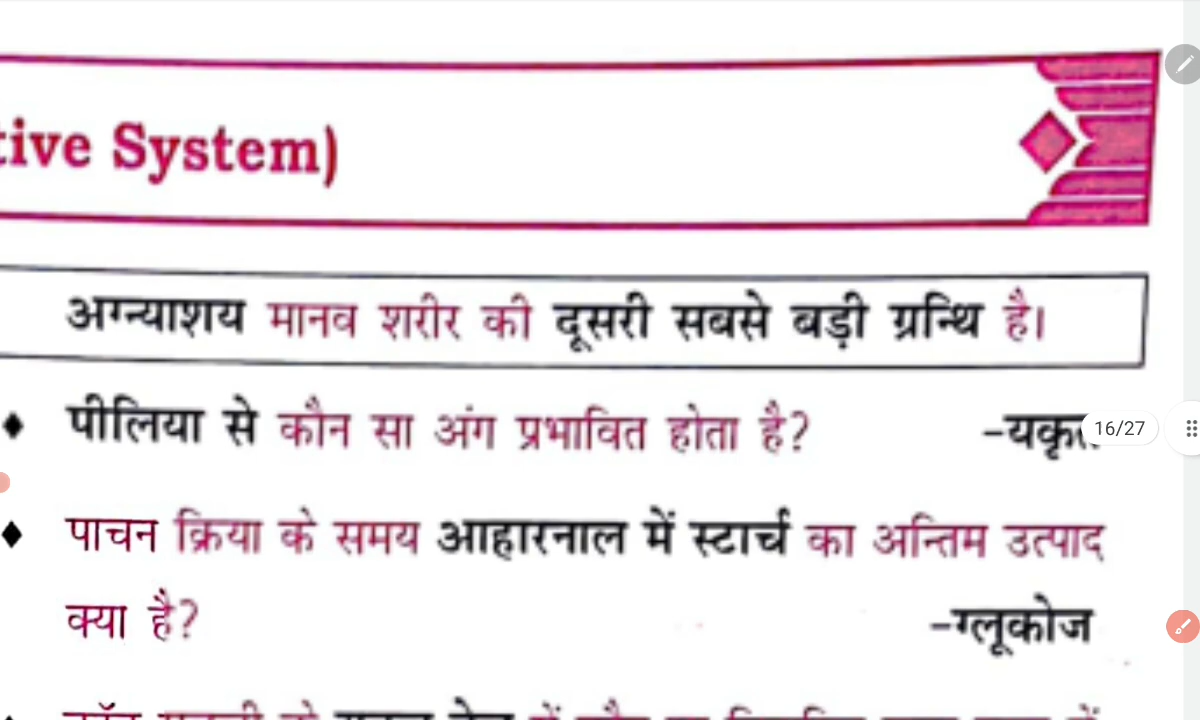 tive System)
अग्न्याशय मानव शरीर की दूसरी सबसे बड़ी ग्रन्थि है।
♦ पीलिया से कौन सा अंग प्रभावित होता है? –यकृत
16/27
♦ पाचन क्रिया के समय आहारनाल में स्टार्च का अन्तिम उत्पाद
क्या है? –ग्लूकोज